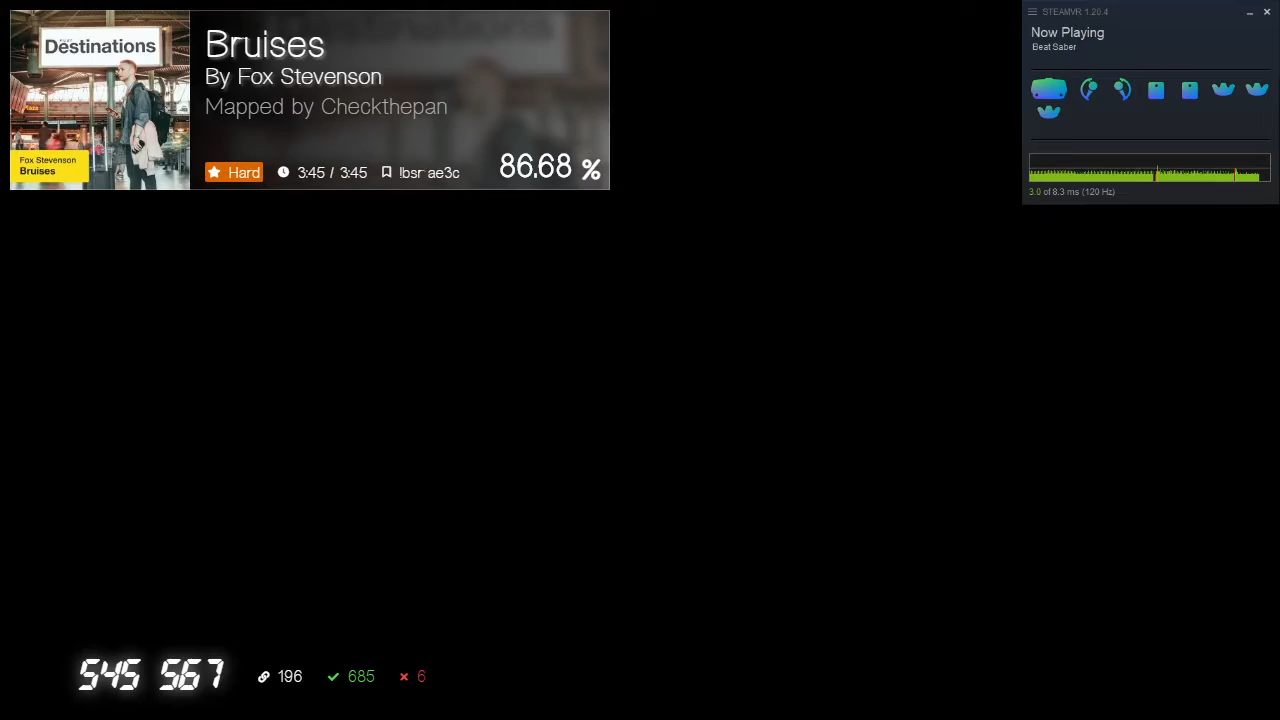 Destinations
Fox Stevenson
Bruises
Bruises
By Fox Stevenson
Mapped by Checkthepan
Hard 3:45 / 3:45 !bsr ae3c 86.68 %
STEAMVR 1.20.4
Now Playing
Beat Saber
3.0 of 8.3 ms (120 Hz)
545 567 196 685 6